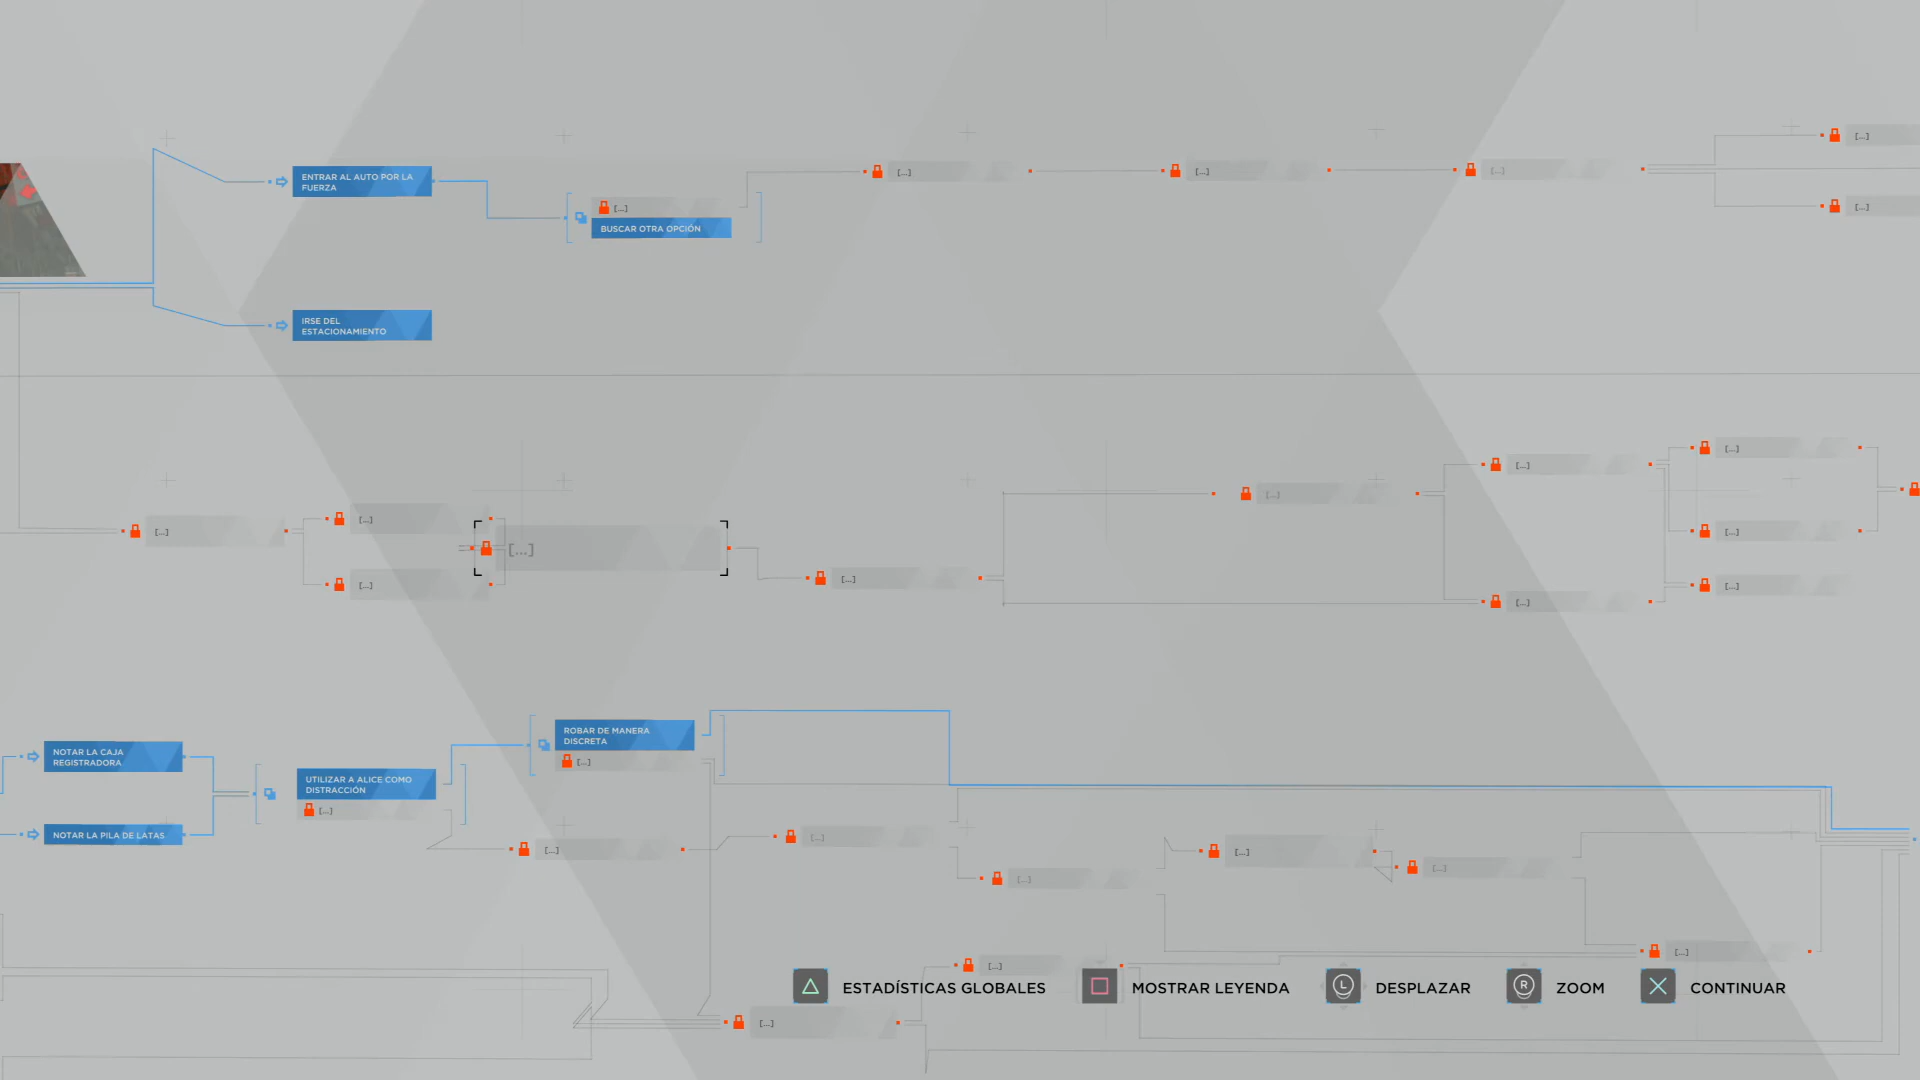 [...]
ENTRAR AL AUTO POR LA
FUERZA
[...]
[...]
[...]
[...]
[...]
BUSCAR OTRA OPCIÓN
IRSE DEL
ESTACIONAMIENTO
[...]
[...]
[...]
[...]
[...]
[...]
[...]
[...]
[...]
[...]
[...]
ROBAR DE MANERA
DISCRETA
[...]
NOTAR LA CAJA
REGISTRADORA
UTILIZAR A ALICE COMO
DISTRACCIÓN
[...]
NOTAR LA PILA DE LATAS
[...]
[...]
[...]
[...]
[...]
[...]
[...]
[...]
ESTADÍSTICAS GLOBALES
MOSTRAR LEYENDA
L
DESPLAZAR
R
ZOOM
CONTINUAR